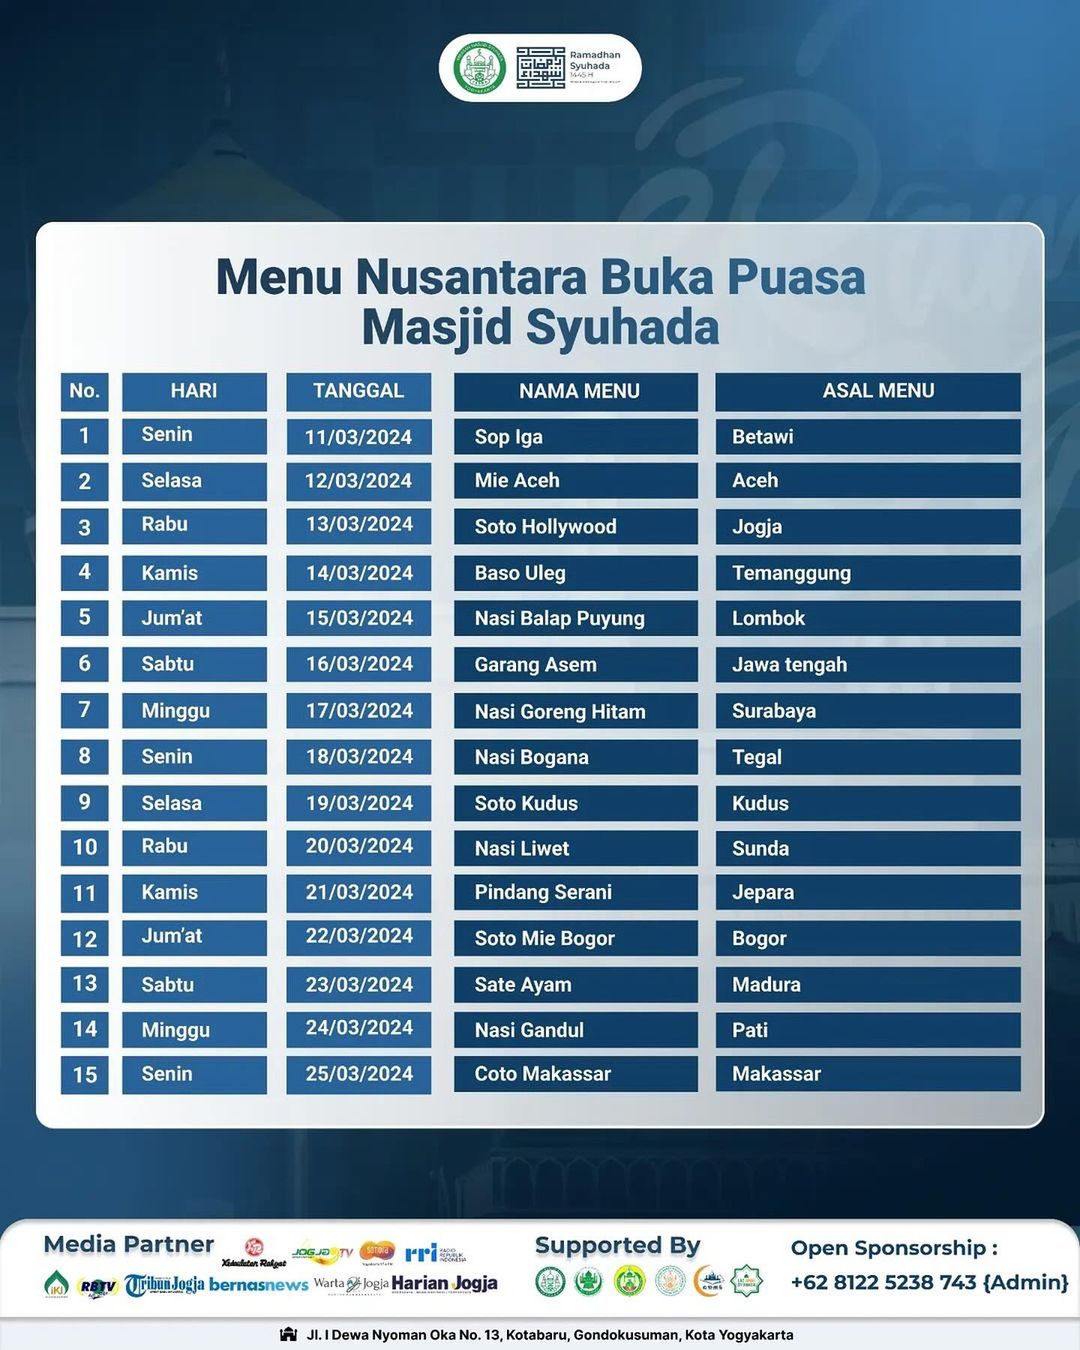 Ramadhan
Syuhada
1445 H
Menu Nusantara Buka Puasa
Masjid Syuhada
No. HARI TANGGAL NAMA MENU ASAL MENU
1 Senin 11/03/2024 Sop Iga Betawi
2 Selasa 12/03/2024 Mie Aceh Aceh
3 Rabu 13/03/2024 Soto Hollywood Jogja
4 Kamis 14/03/2024 Baso Uleg Temanggung
5 Jum'at 15/03/2024 Nasi Balap Puyung Lombok
6 Sabtu 16/03/2024 Garang Asem Jawa tengah
7 Minggu 17/03/2024 Nasi Goreng Hitam Surabaya
8 Senin 18/03/2024 Nasi Bogana Tegal
9 Selasa 19/03/2024 Soto Kudus Kudus
10 Rabu 20/03/2024 Nasi Liwet Sunda
11 Kamis 21/03/2024 Pindang Serani Jepara
12 Jum'at 22/03/2024 Soto Mie Bogor Bogor
13 Sabtu 23/03/2024 Sate Ayam Madura
14 Minggu 24/03/2024 Nasi Gandul Pati
15 Senin 25/03/2024 Coto Makassar Makassar
Media Partner
KR
Kedaulatan Rakyat
JOGJA TV
sonora
rri RADIO REPUBLIK INDONESIA
iKJ RBTV Tribun Jogja bernasnews Warta Jogja Harian Jogja
Supported By
Open Sponsorship :
+62 8122 5238 743 {Admin}
Jl. I Dewa Nyoman Oka No. 13, Kotabaru, Gondokusuman, Kota Yogyakarta